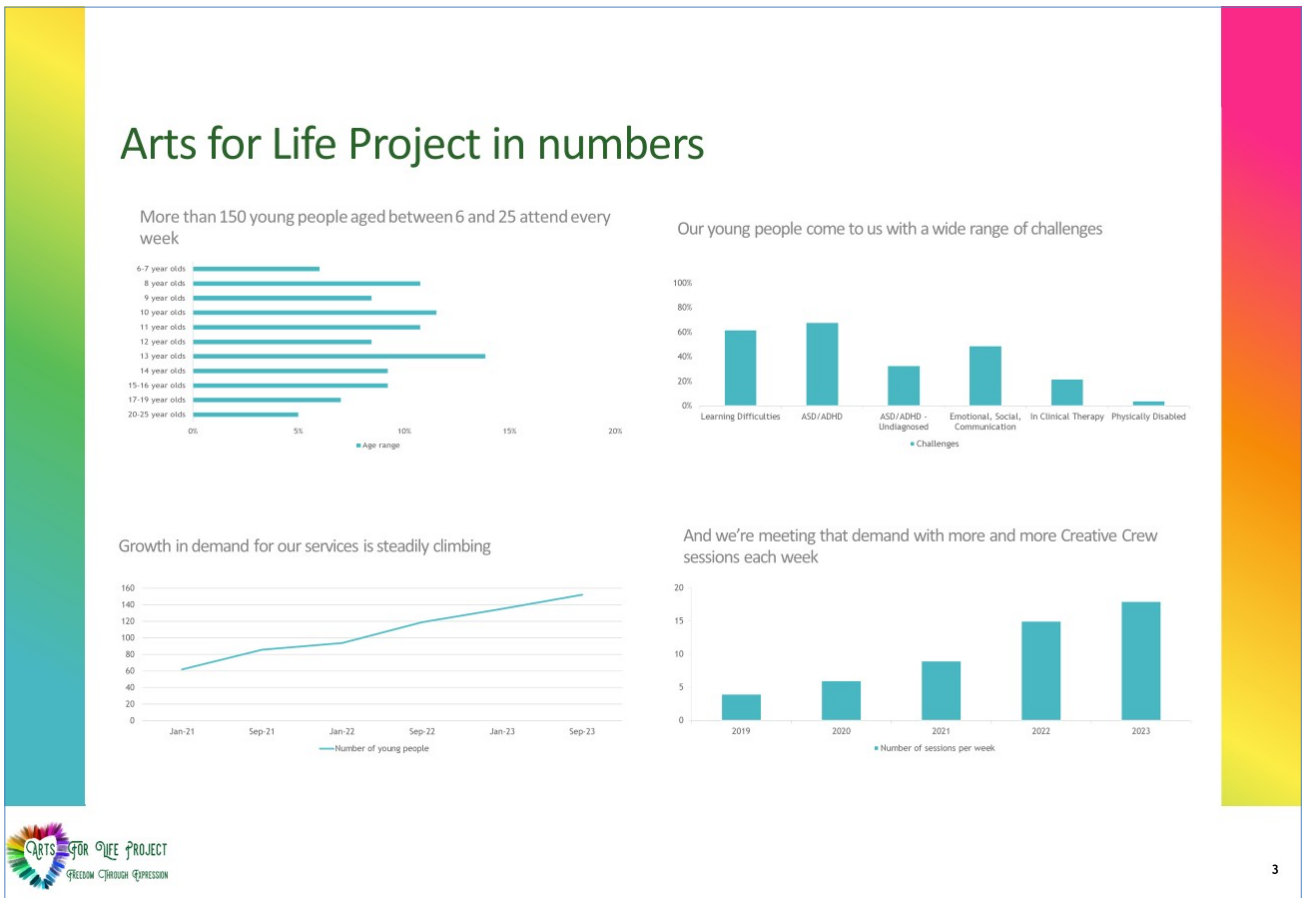 Arts for Life Project in numbers
More than 150 young people aged between 6 and 25 attend every
week
6-7 year olds
8 year olds
9 year olds
10 year olds
11 year olds
12 year olds
13 year olds
14 year olds
15-16 year olds
17-19 year olds
20-25 year olds
0% 5% 10% 15% 20%
Age range
Our young people come to us with a wide range of challenges
100%
80%
60%
40%
20%
0%
Learning Difficulties ASD/ADHD ASD/ADHD - Emotional, Social, In Clinical Therapy Physically Disabled
Undiagnosed Communication
Challenges
Growth in demand for our services is steadily climbing
160
140
120
100
80
60
40
20
0
Jan-21 Sep-21 Jan-22 Sep-22 Jan-23 Sep-23
Number of young people
And we're meeting that demand with more and more Creative Crew
sessions each week
20
15
10
5
0
2019 2020 2021 2022 2023
Number of sessions per week
ARTS FOR LIFE PROJECT
FREEDOM THROUGH EXPRESSION
3